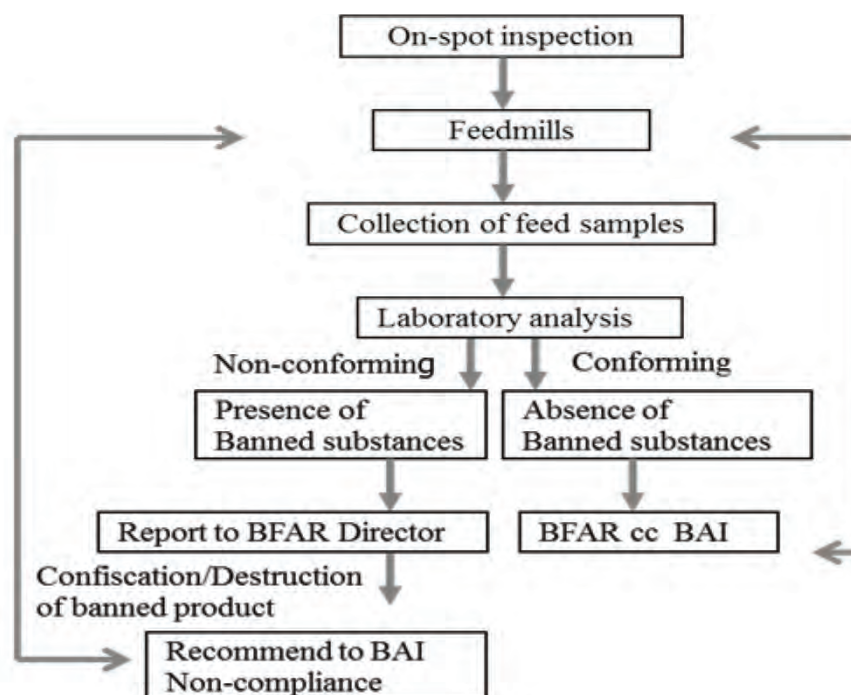 On-spot inspection
Feedmills
Collection of feed samples
Laboratory analysis
Non-conforming
Conforming
Presence of
Banned substances
Absence of
Banned substances
Report to BFAR Director
BFAR cc BAI
Confiscation/Destruction
of banned product
Recommend to BAI
Non-compliance